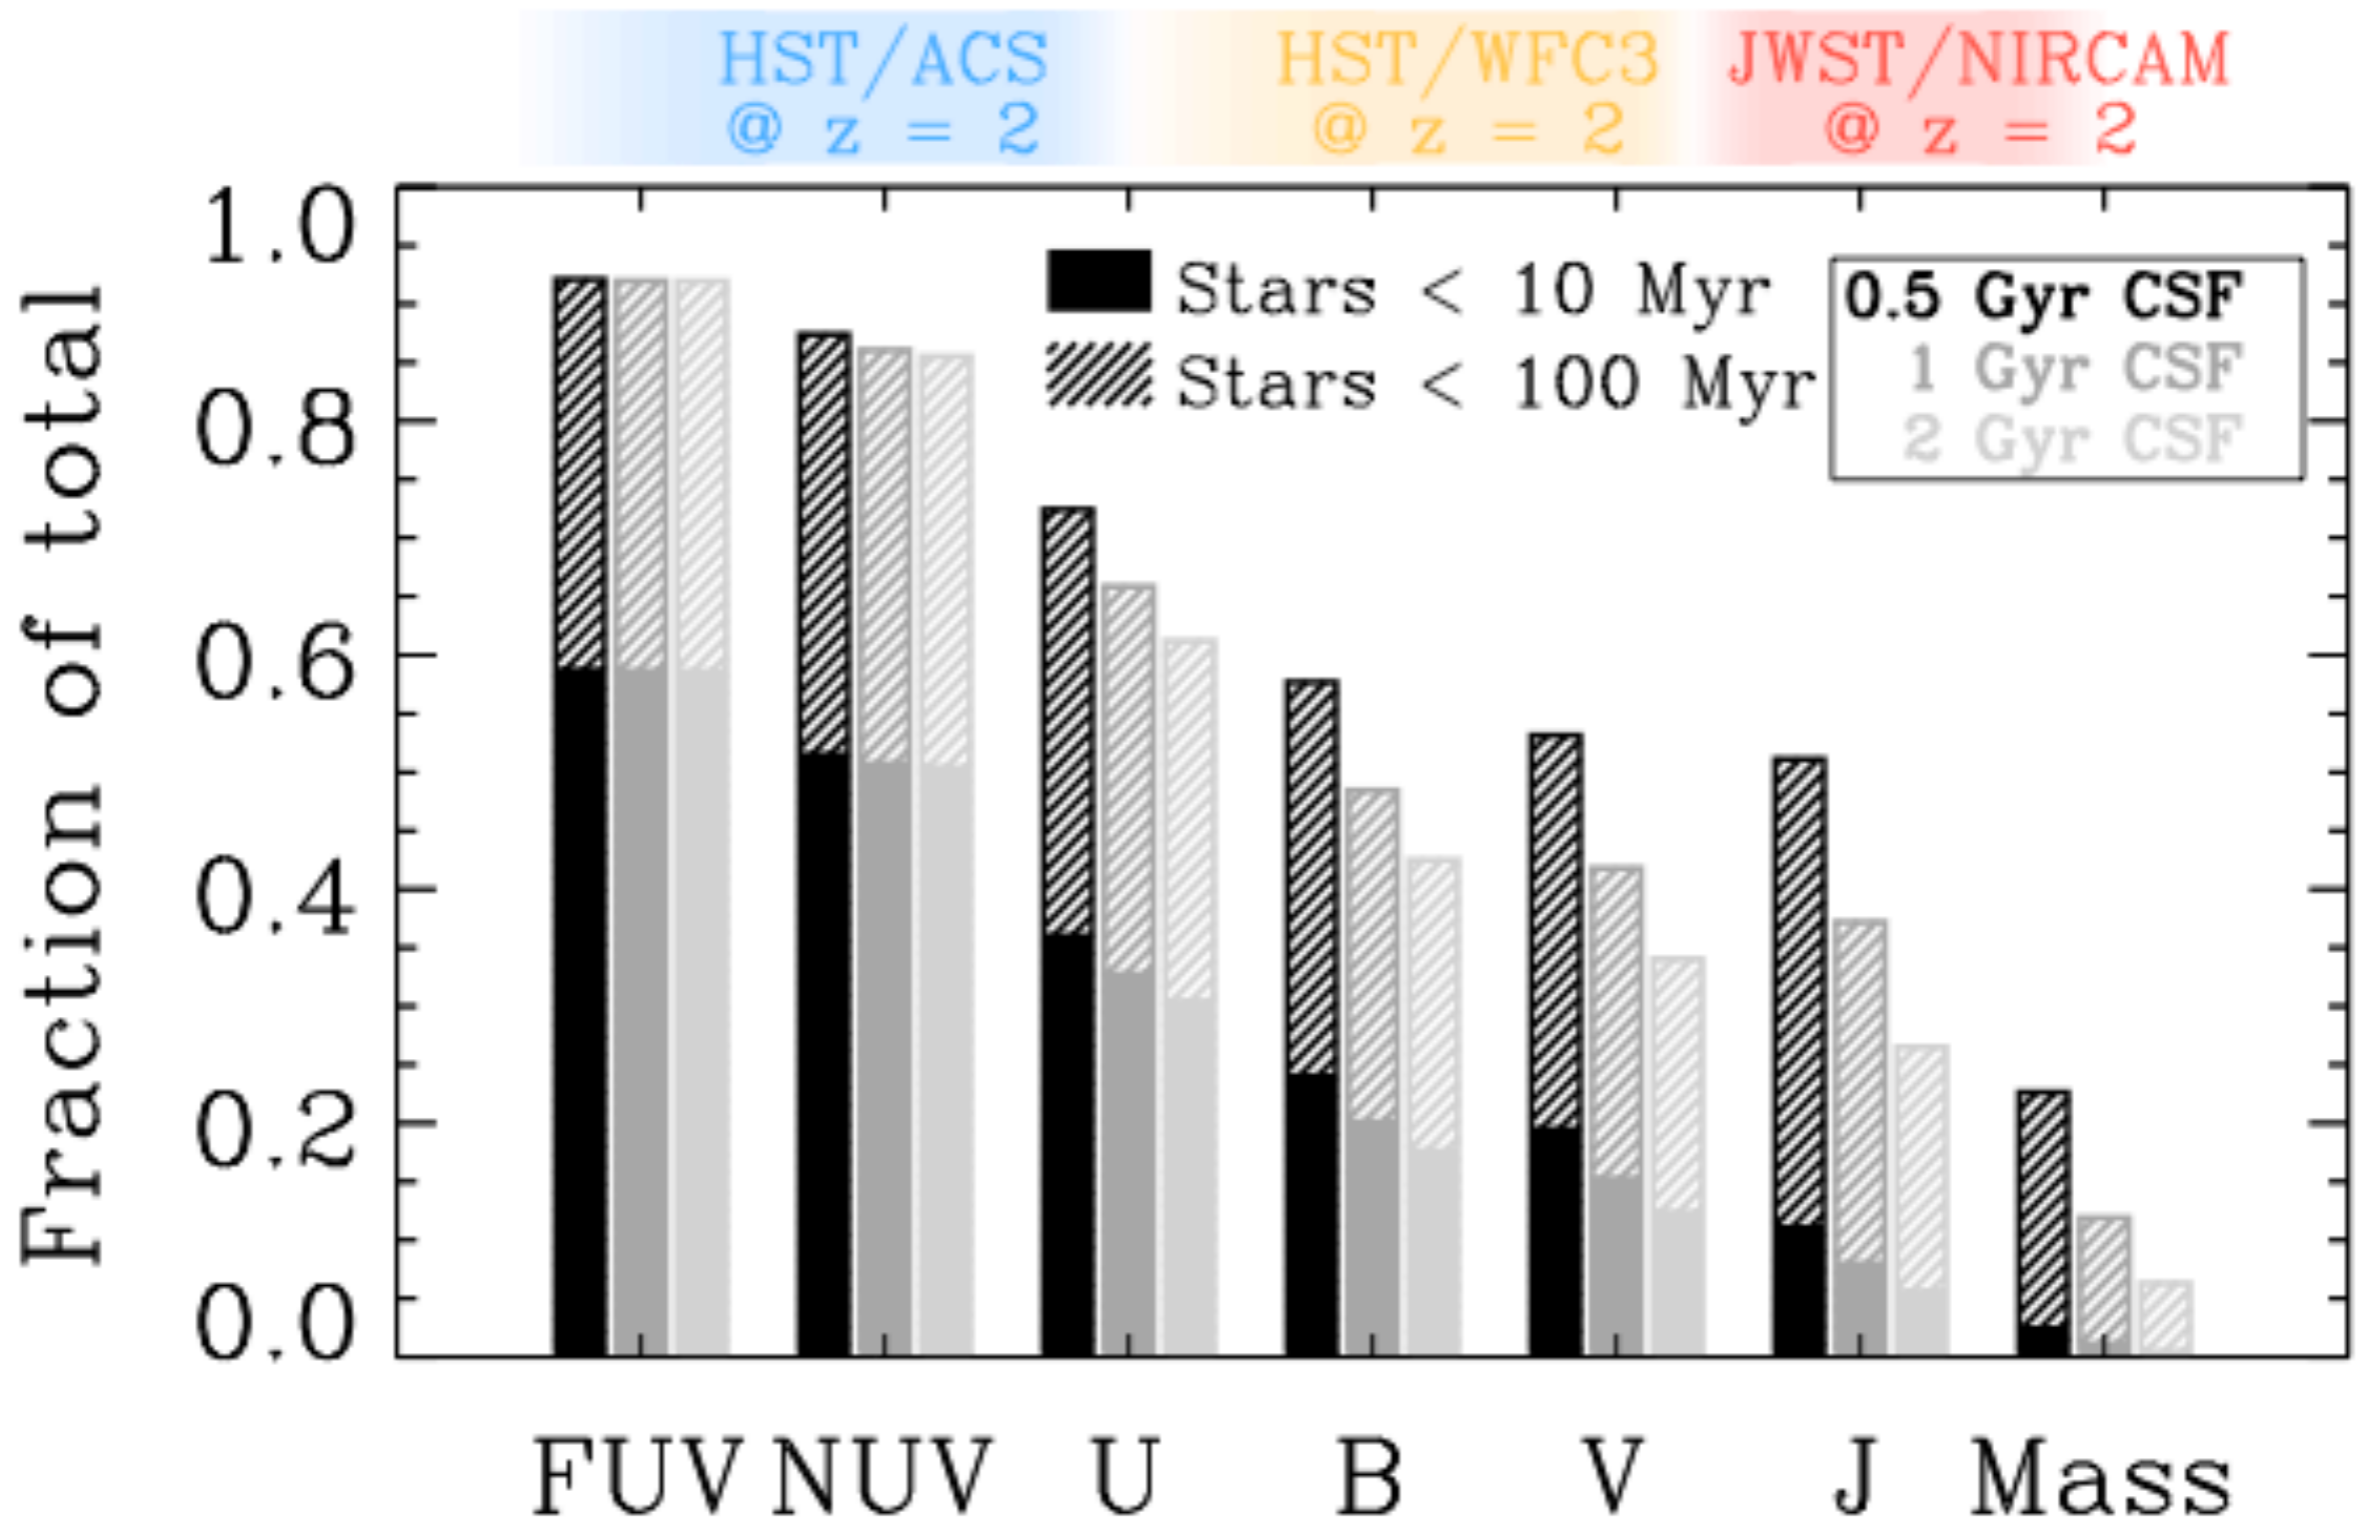 HST/ACS
@ z = 2
HST/WFC3
@ z = 2
JWST/NIRCAM
@ z = 2
Fraction of total
1.0
0.8
0.6
0.4
0.2
0.0
Stars < 10 Myr
Stars < 100 Myr
0.5 Gyr CSF
1 Gyr CSF
2 Gyr CSF
FUV NUV U B V J Mass